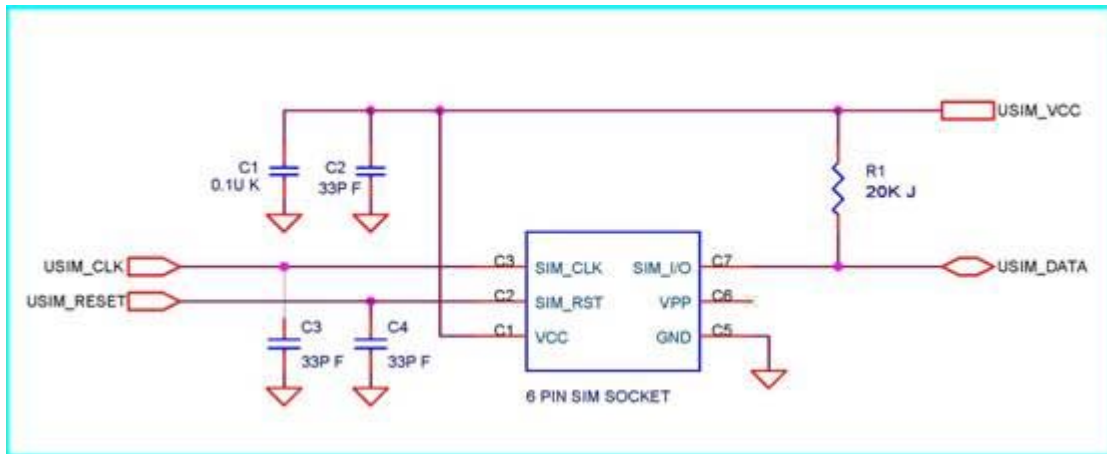 USIM_VCC
C1
0.1U K
C2
33P F
R1
20K J
USIM_CLK
C3
SIM_CLK
SIM_I/O
C7
USIM_DATA
USIM_RESET
C2
SIM_RST
VPP
C6
C3
33P F
C4
33P F
C1
VCC
GND
C5
6 PIN SIM SOCKET